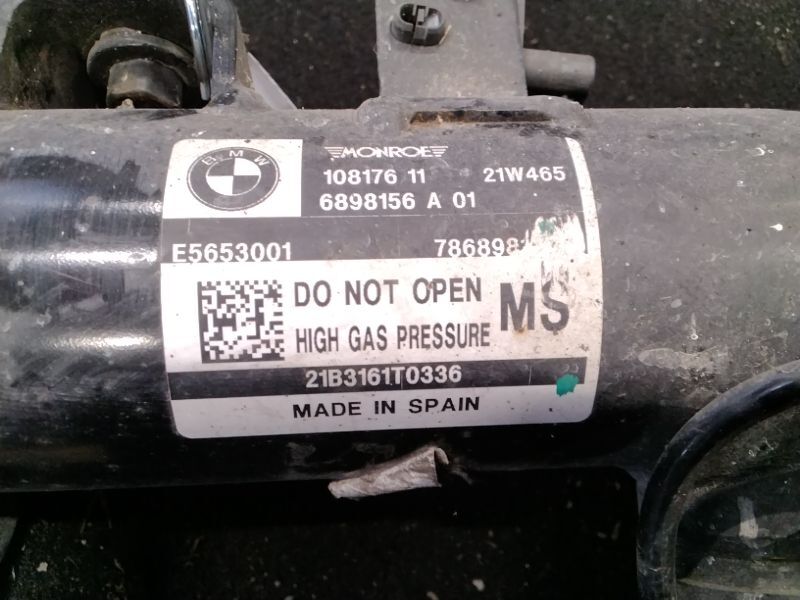 BMW
MONROE
108176 11 21W465
6898156 A 01
E5653001
DO NOT OPEN
HIGH GAS PRESSURE
MS
21B3161T0336
MADE IN SPAIN